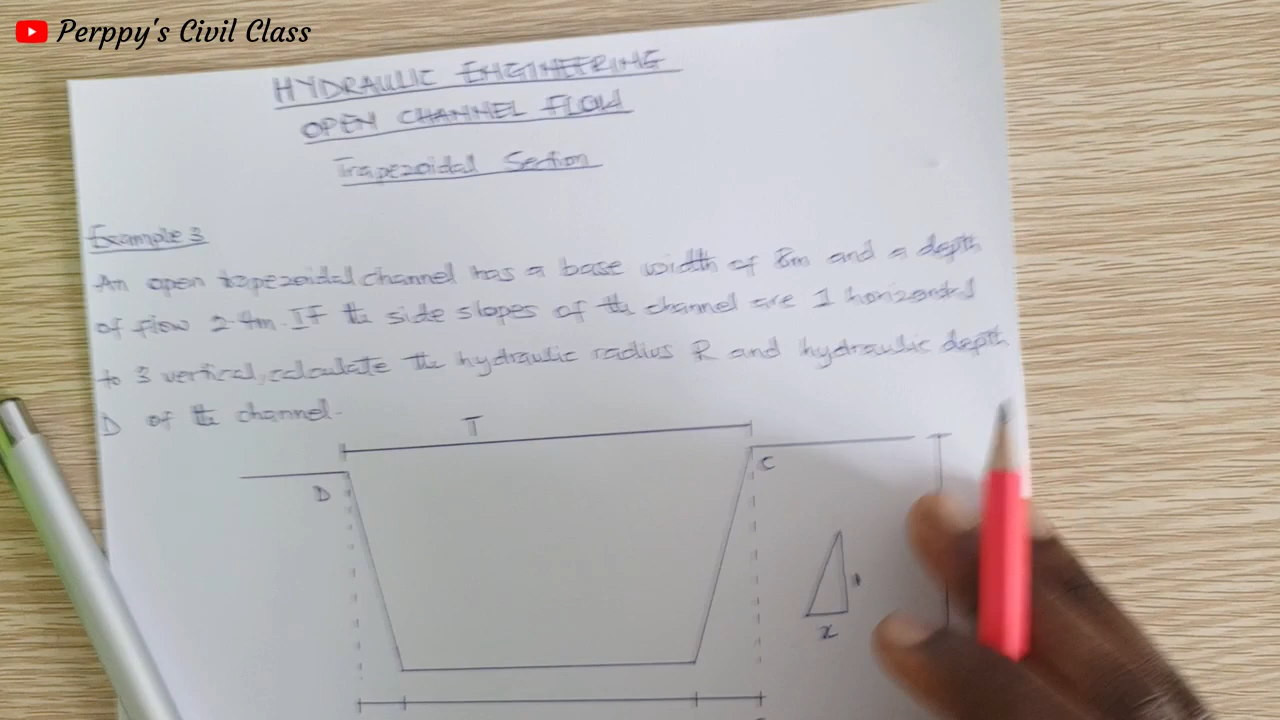 Perppy's Civil Class
HYDRAULIC ENGINEERING
OPEN CHANNEL FLOW
Trapezoidal Section
Example 3
An open trapezoidal channel has a base width of 8m and a depth
of flow 2.4m. If the side slopes of the channel are 1 horizontal
to 3 vertical, calculate the hydraulic radius R and hydraulic depth
D of the channel.
T
D
C
x